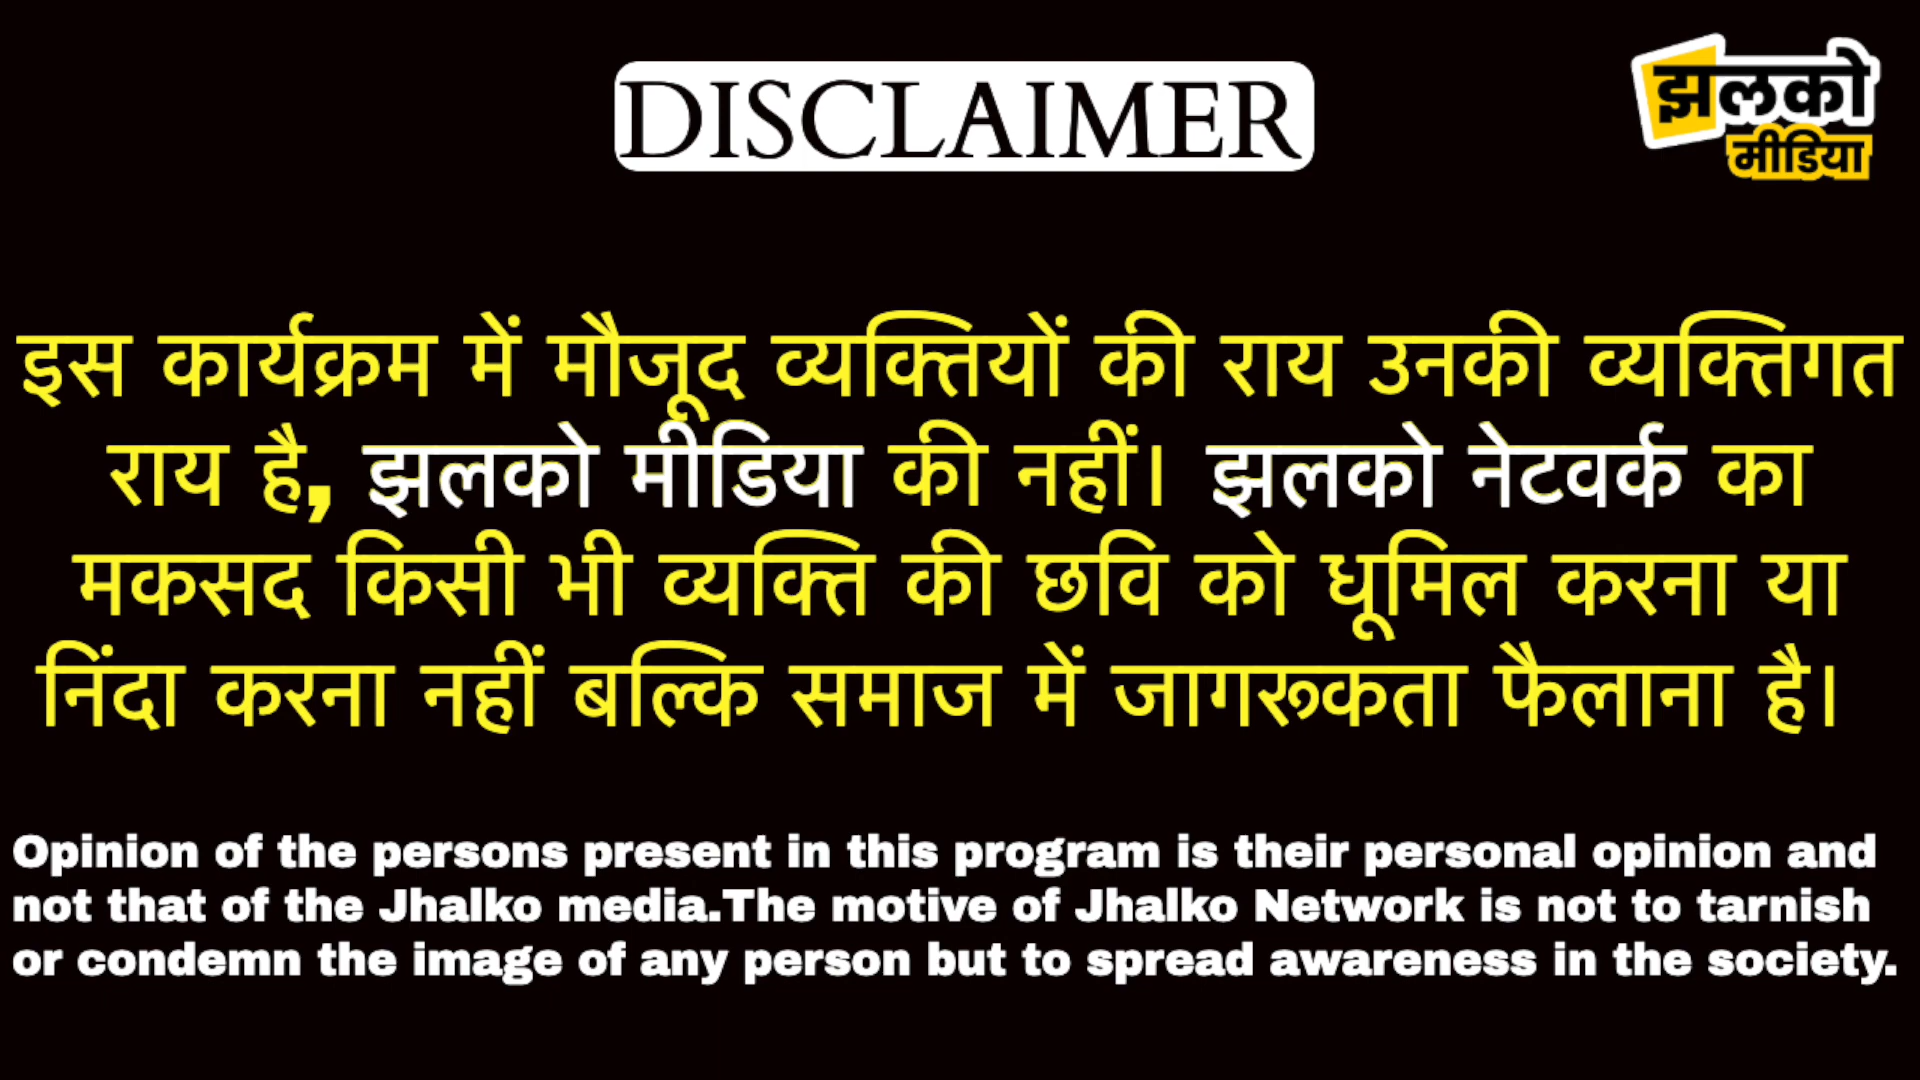 DISCLAIMER
झलको
मीडिया
इस कार्यक्रम में मौजूद व्यक्तियों की राय उनकी व्यक्तिगत
राय है, झलको मीडिया की नहीं। झलको नेटवर्क का
मकसद किसी भी व्यक्ति की छवि को धूमिल करना या
निंदा करना नहीं बल्कि समाज में जागरूकता फैलाना है।
Opinion of the persons present in this program is their personal opinion and
not that of the Jhalko media.The motive of Jhalko Network is not to tarnish
or condemn the image of any person but to spread awareness in the society.